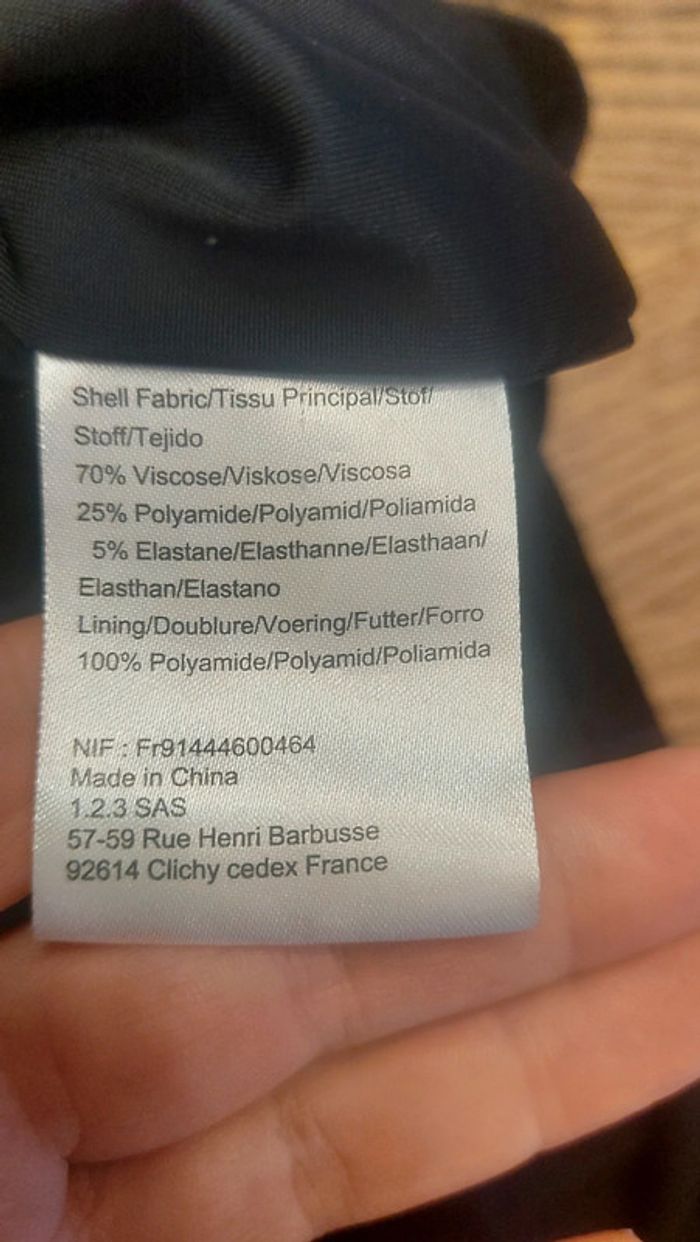 Shell Fabric/Tissu Principal/Stof/
Stoff/Tejido
70% Viscose/Viskose/Viscosa
25% Polyamide/Polyamid/Poliamida
5% Elastane/Elasthanne/Elasthaan/
Elasthan/Elastano
Lining/Doublure/Voering/Futter/Forro
100% Polyamide/Polyamid/Poliamida
NIF : Fr91444600464
Made in China
1.2.3 SAS
57-59 Rue Henri Barbusse
92614 Clichy cedex France